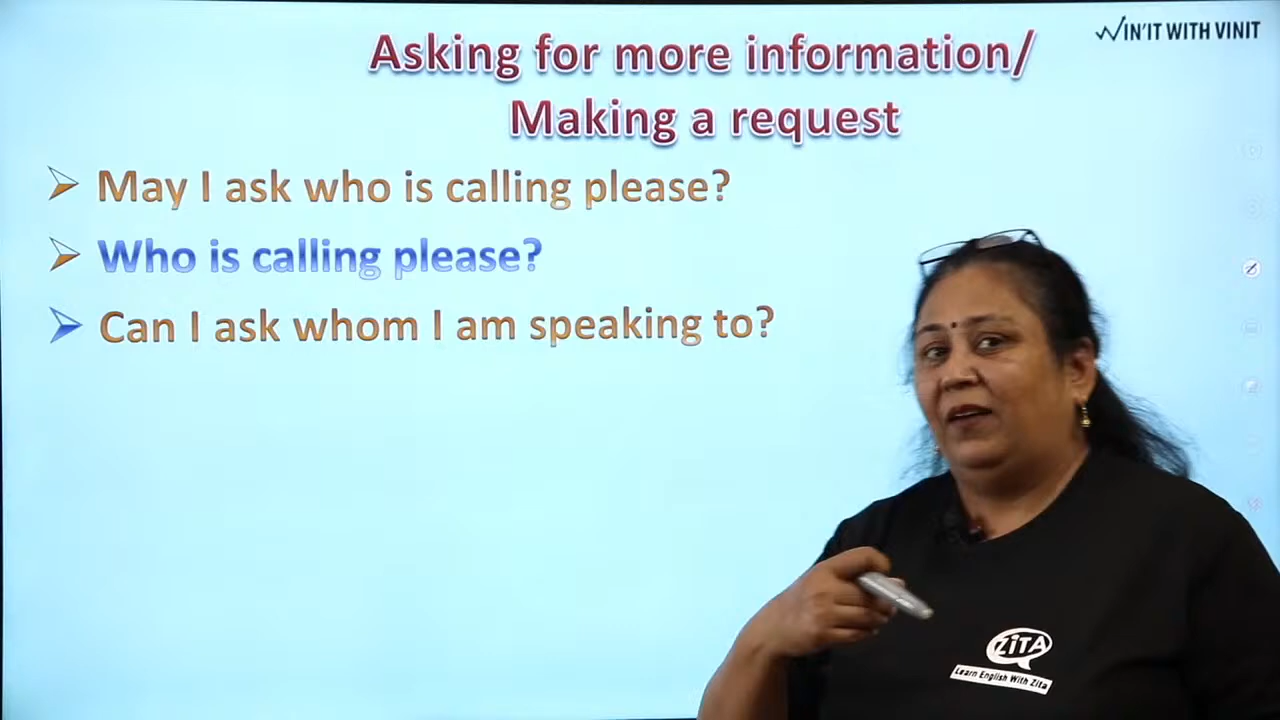 WIN'IT WITH VINIT
Asking for more information/
Making a request
May I ask who is calling please?
Who is calling please?
Can I ask whom I am speaking to?
ZiTA
Learn English With Zita